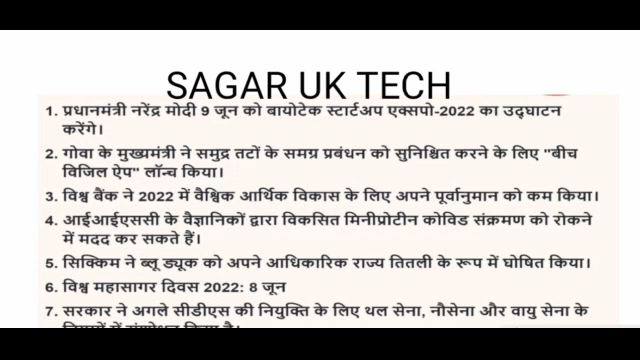 SAGAR UK TECH
1. प्रधानमंत्री नरेंद्र मोदी 9 जून को बायोटेक स्टार्टअप एक्सपो-2022 का उद्घाटन
करेंगे।
2. गोवा के मुख्यमंत्री ने समुद्र तटों के समग्र प्रबंधन को सुनिश्चित करने के लिए "बीच
विजिल ऐप" लॉन्च किया।
3. विश्व बैंक ने 2022 में वैश्विक आर्थिक विकास के लिए अपने पूर्वानुमान को कम किया।
4. आईआईएससी के वैज्ञानिकों द्वारा विकसित मिनीप्रोटीन कोविड संक्रमण को रोकने
में मदद कर सकते हैं।
5. सिक्किम ने ब्लू ड्यूक को अपने आधिकारिक राज्य तितली के रूप में घोषित किया।
6. विश्व महासागर दिवस 2022: 8 जून
7. सरकार ने अगले सीडीएस की नियुक्ति के लिए थल सेना, नौसेना और वायु सेना के